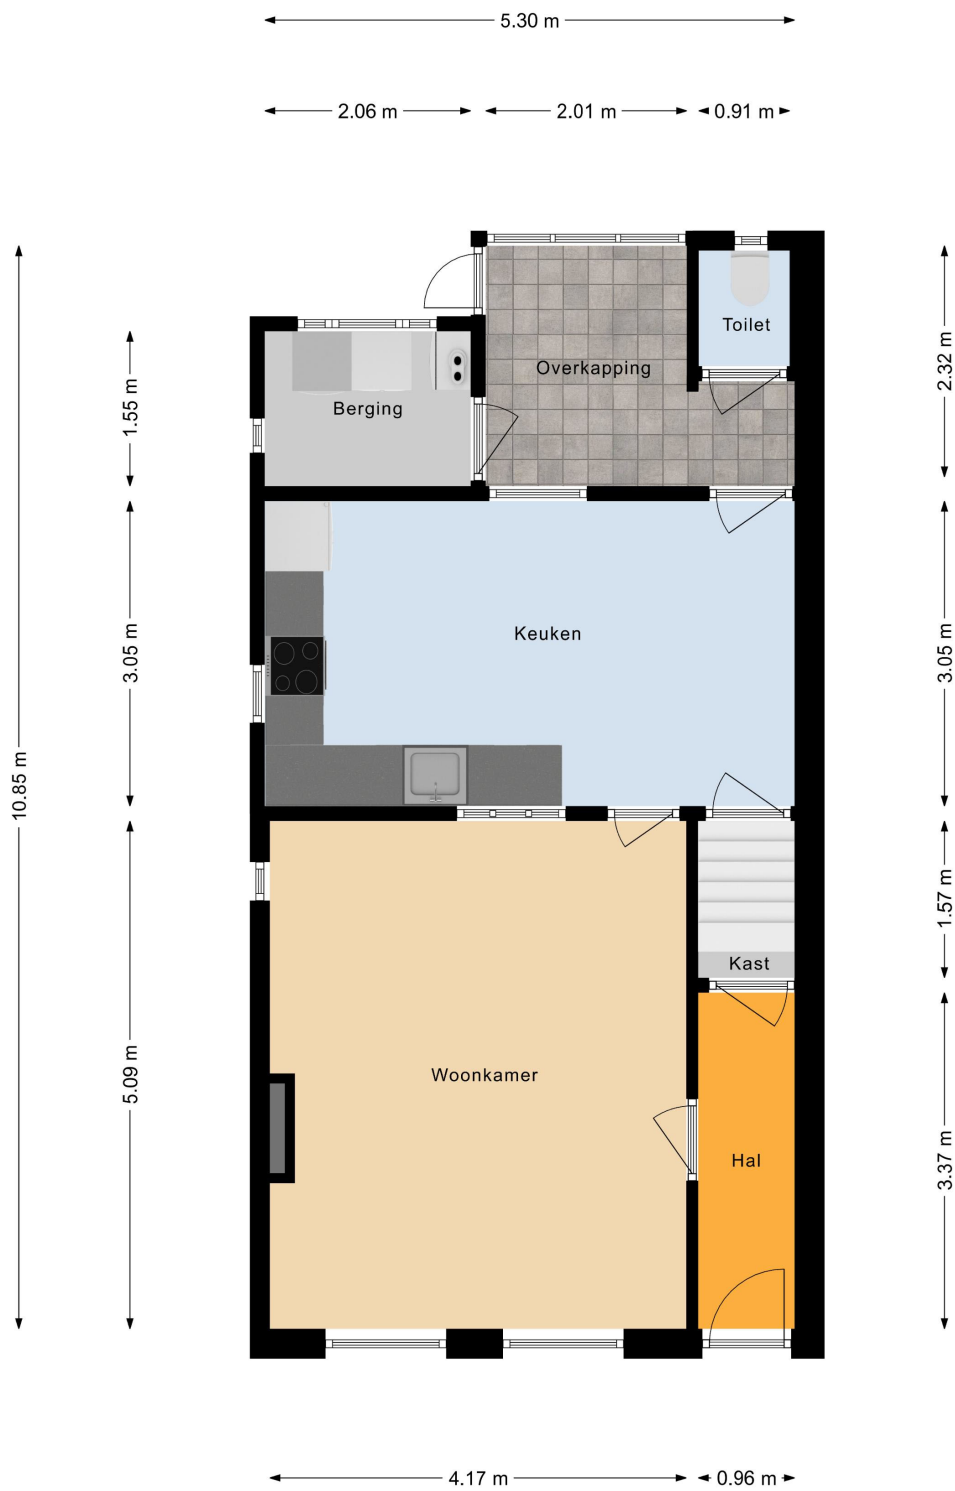 5.30 m
2.06 m
2.01 m
0.91 m
Toilet
Overkapping
Berging
1.55 m
2.32 m
Keuken
3.05 m
3.05 m
10.85 m
1.57 m
Kast
Woonkamer
5.09 m
Hal
3.37 m
4.17 m
0.96 m